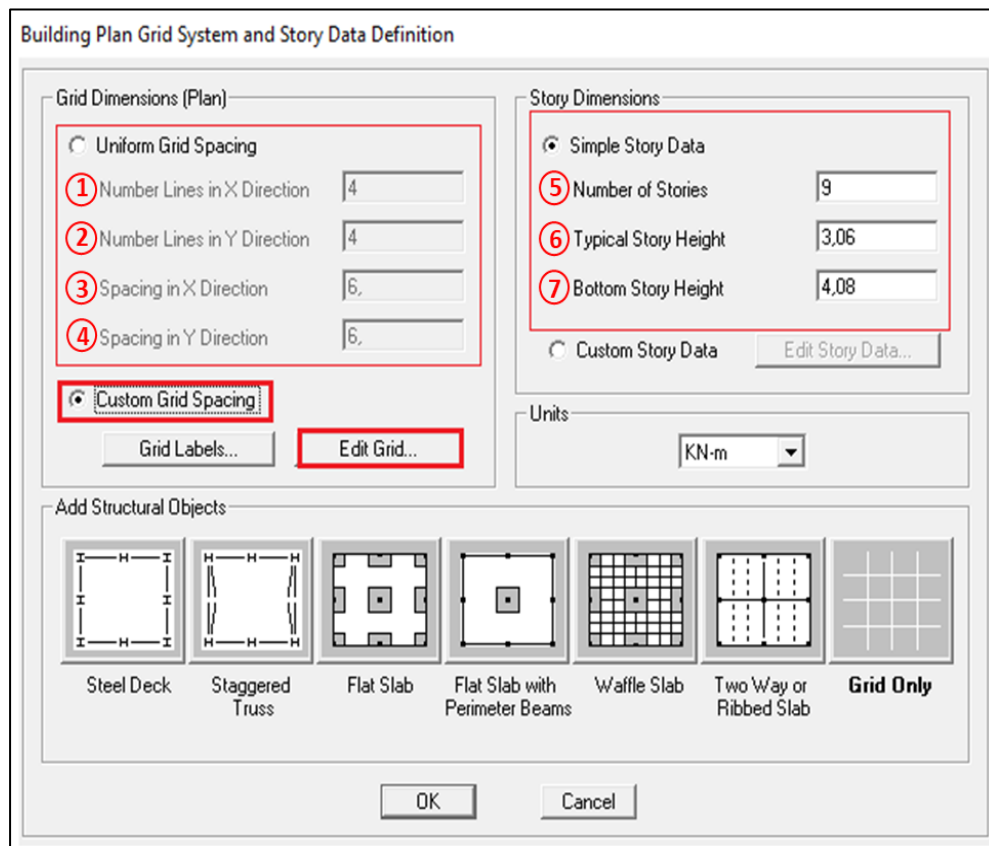 Building Plan Grid System and Story Data Definition
Grid Dimensions (Plan)
Uniform Grid Spacing
① Number Lines in X Direction 4
② Number Lines in Y Direction 4
③ Spacing in X Direction 6,
④ Spacing in Y Direction 6,
Custom Grid Spacing
Grid Labels... Edit Grid...
Story Dimensions
Simple Story Data
⑤ Number of Stories 9
⑥ Typical Story Height 3,06
⑦ Bottom Story Height 4,08
Custom Story Data Edit Story Data...
Units
KN-m
Add Structural Objects
Steel Deck
Staggered
Truss
Flat Slab
Flat Slab with
Perimeter Beams
Waffle Slab
Two Way or
Ribbed Slab
Grid Only
OK Cancel